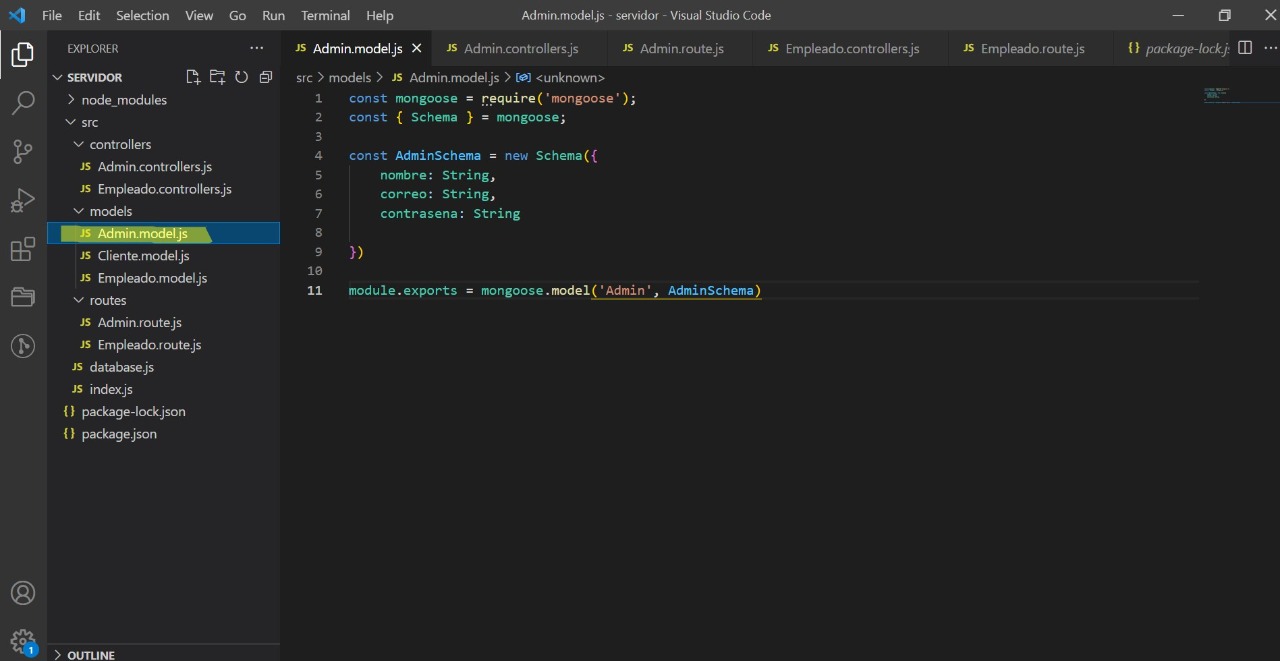 File Edit Selection View Go Run Terminal Help Admin.model.js - servidor - Visual Studio Code
EXPLORER ···
JS Admin.model.js JS Admin.controllers.js JS Admin.route.js JS Empleado.controllers.js JS Empleado.route.js {} package-lock.js ···
SERVIDOR
node_modules
src
controllers
JS Admin.controllers.js
JS Empleado.controllers.js
models
JS Admin.model.js
JS Cliente.model.js
JS Empleado.model.js
routes
JS Admin.route.js
JS Empleado.route.js
JS database.js
JS index.js
{} package-lock.json
{} package.json
OUTLINE
1
src > models > JS Admin.model.js > <unknown>
1 const mongoose = require('mongoose');
2 const { Schema } = mongoose;
3
4 const AdminSchema = new Schema({
5 nombre: String,
6 correo: String,
7 contrasena: String
8
9 })
10
11 module.exports = mongoose.model('Admin', AdminSchema)